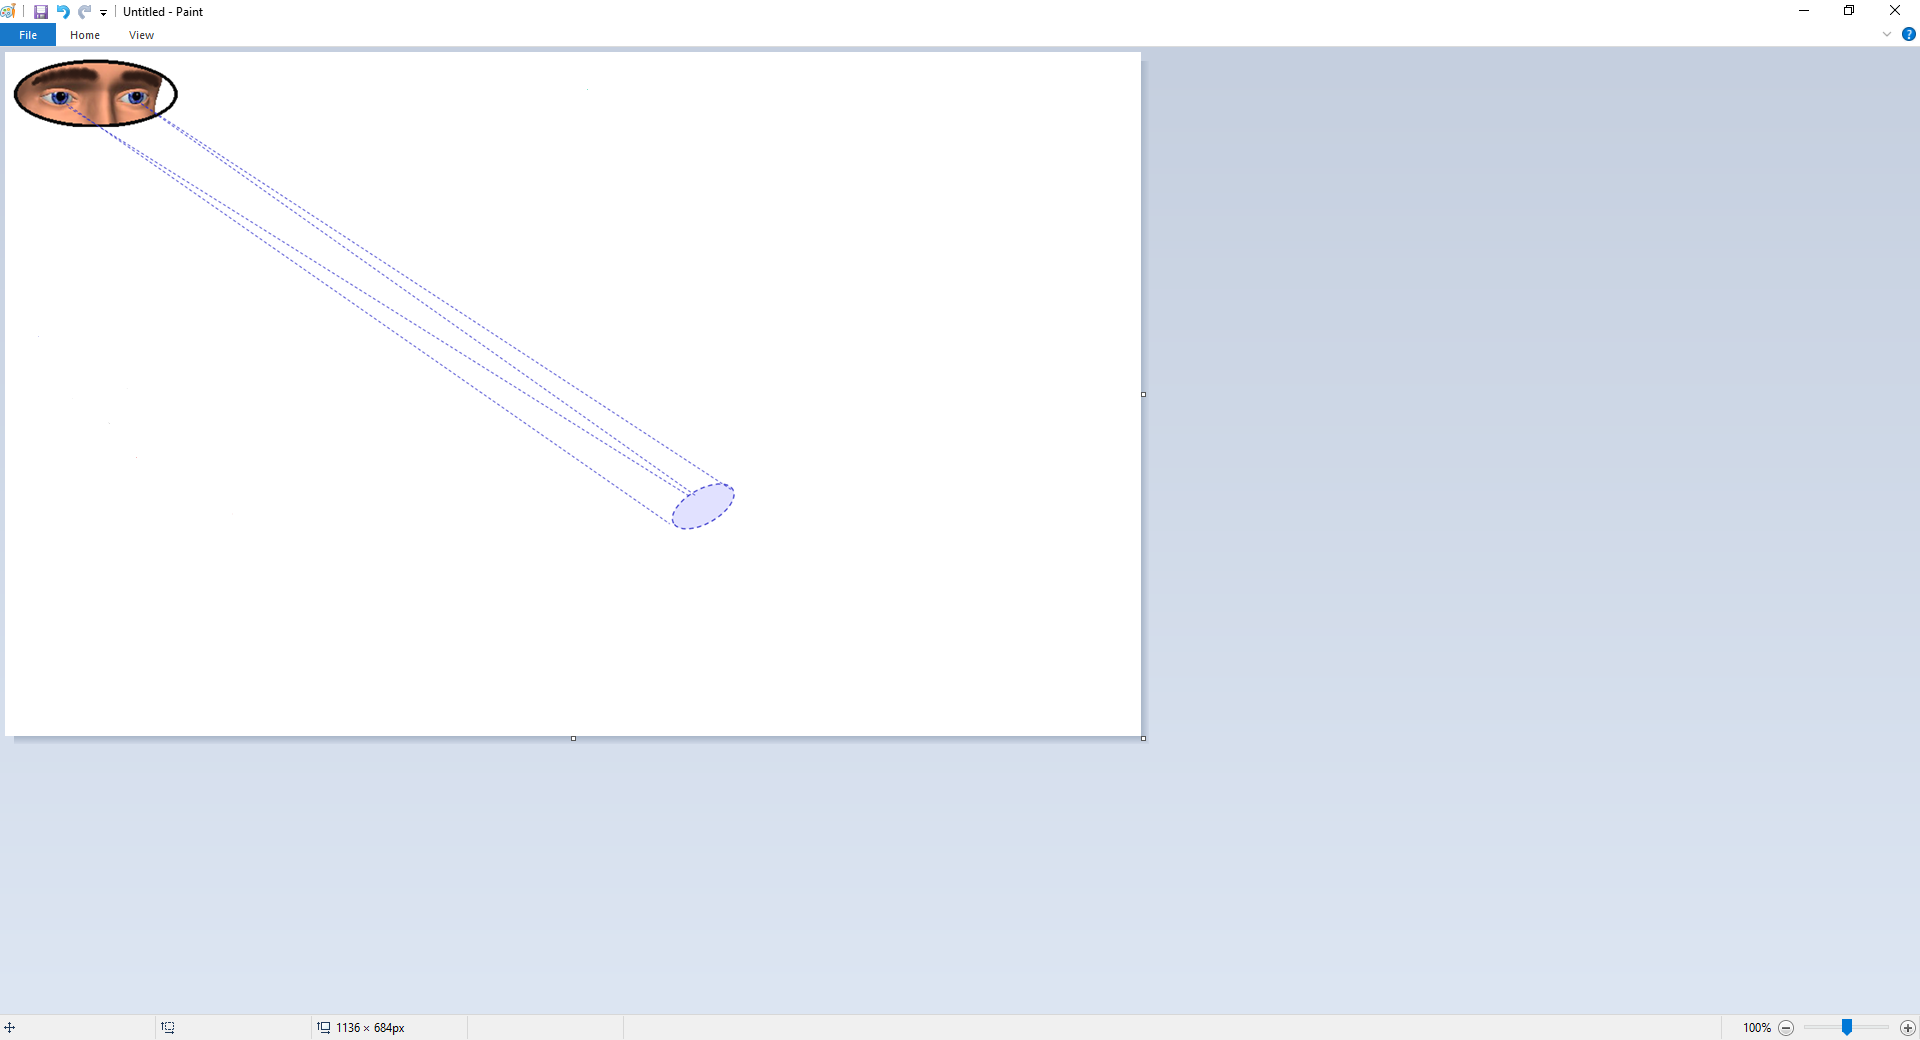 Untitled - Paint
File Home View
?
1136 × 684px
100%